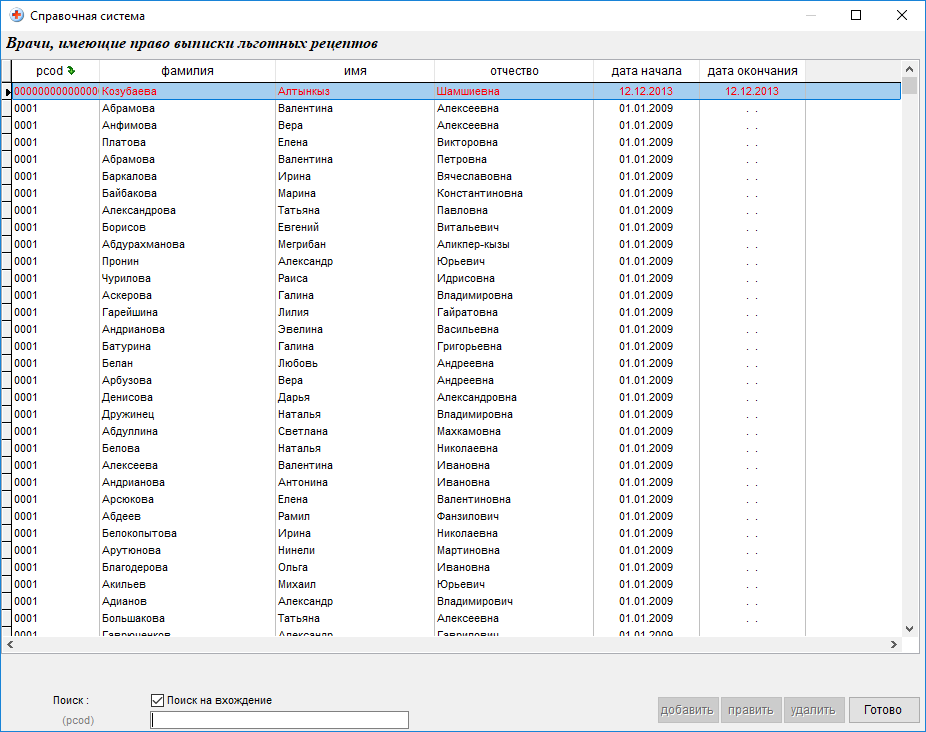 Справочная система
Врачи, имеющие право выписки льготных рецептов
pcod фамилия имя отчество дата начала дата окончания
00000000000000( Козубаева Алтынкыз Шамшиевна 12.12.2013 12.12.2013
0001 Абрамова Валентина Алексеевна 01.01.2009 . .
0001 Анфимова Вера Алексеевна 01.01.2009 . .
0001 Платова Елена Викторовна 01.01.2009 . .
0001 Абрамова Валентина Петровна 01.01.2009 . .
0001 Баркалова Ирина Вячеславовна 01.01.2009 . .
0001 Байбакова Марина Константиновна 01.01.2009 . .
0001 Александрова Татьяна Павловна 01.01.2009 . .
0001 Борисов Евгений Витальевич 01.01.2009 . .
0001 Абдурахманова Мегрибан Аликпер-кызы 01.01.2009 . .
0001 Пронин Александр Юрьевич 01.01.2009 . .
0001 Чурилова Раиса Идрисовна 01.01.2009 . .
0001 Аскерова Галина Владимировна 01.01.2009 . .
0001 Гарейшина Лилия Гайратовна 01.01.2009 . .
0001 Андрианова Эвелина Васильевна 01.01.2009 . .
0001 Батурина Галина Григорьевна 01.01.2009 . .
0001 Белан Любовь Андреевна 01.01.2009 . .
0001 Арбузова Вера Андреевна 01.01.2009 . .
0001 Денисова Дарья Александровна 01.01.2009 . .
0001 Дружинец Наталья Владимировна 01.01.2009 . .
0001 Абдуллина Светлана Махкамовна 01.01.2009 . .
0001 Белова Наталья Николаевна 01.01.2009 . .
0001 Алексеева Валентина Ивановна 01.01.2009 . .
0001 Андрианова Антонина Ивановна 01.01.2009 . .
0001 Арсюкова Елена Валентиновна 01.01.2009 . .
0001 Абдеев Рамил Фанзилович 01.01.2009 . .
0001 Белокопытова Ирина Николаевна 01.01.2009 . .
0001 Арутюнова Нинели Мартиновна 01.01.2009 . .
0001 Благодерова Ольга Ивановна 01.01.2009 . .
0001 Акильев Михаил Юрьевич 01.01.2009 . .
0001 Адианов Александр Владимирович 01.01.2009 . .
0001 Большакова Татьяна Алексеевна 01.01.2009 . .
0001 Гаврюченков Александр Гаврилович 01.01.2009 . .
Поиск : Поиск на вхождение
(pcod) добавить править удалить Готово